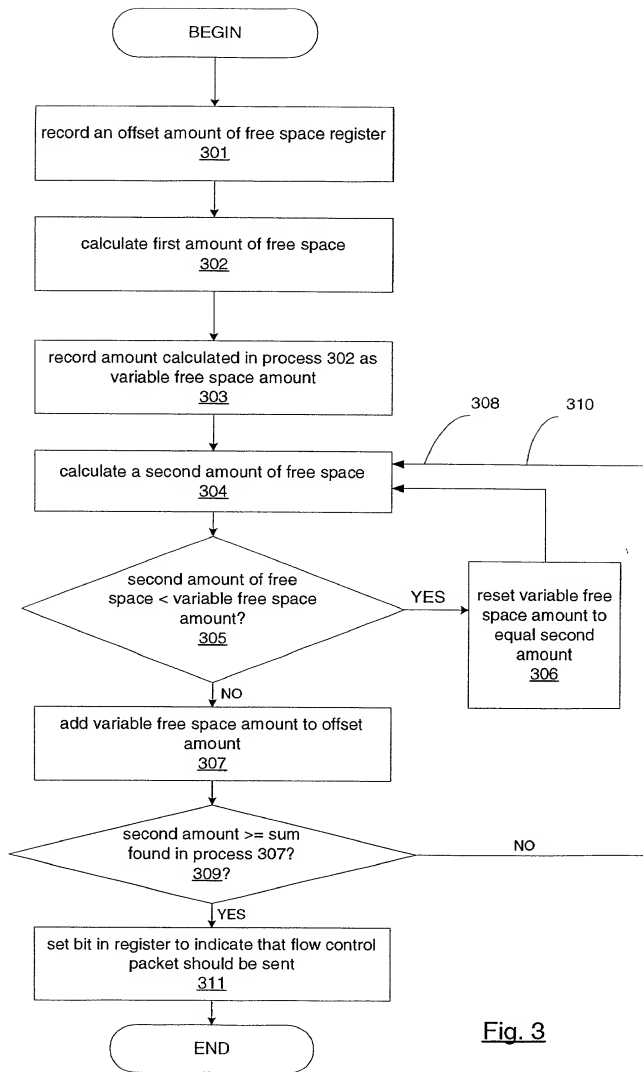 BEGIN
record an offset amount of free space register
301
calculate first amount of free space
302
record amount calculated in process 302 as
variable free space amount
303
308
310
calculate a second amount of free space
304
second amount of free
space < variable free space
amount?
305
YES
reset variable free
space amount to
equal second
amount
306
NO
add variable free space amount to offset
amount
307
second amount >= sum
found in process 307?
309?
NO
YES
set bit in register to indicate that flow control
packet should be sent
311
END
Fig. 3